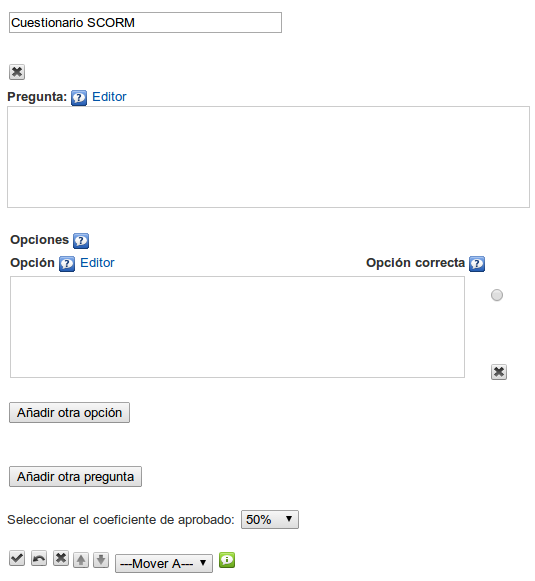 Cuestionario SCORM
Pregunta: Editor
Opciones
Opción Editor Opción correcta
Añadir otra opción
Añadir otra pregunta
Seleccionar el coeficiente de aprobado: 50%
---Mover A---